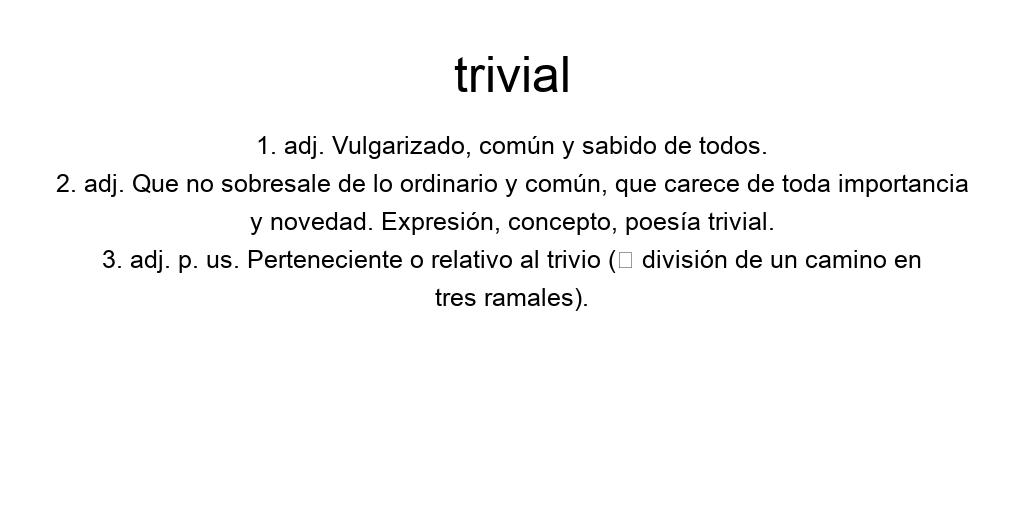 trivial
1. adj. Vulgarizado, común y sabido de todos.
2. adj. Que no sobresale de lo ordinario y común, que carece de toda importancia
y novedad. Expresión, concepto, poesía trivial.
3. adj. p. us. Perteneciente o relativo al trivio (□ división de un camino en
tres ramales).